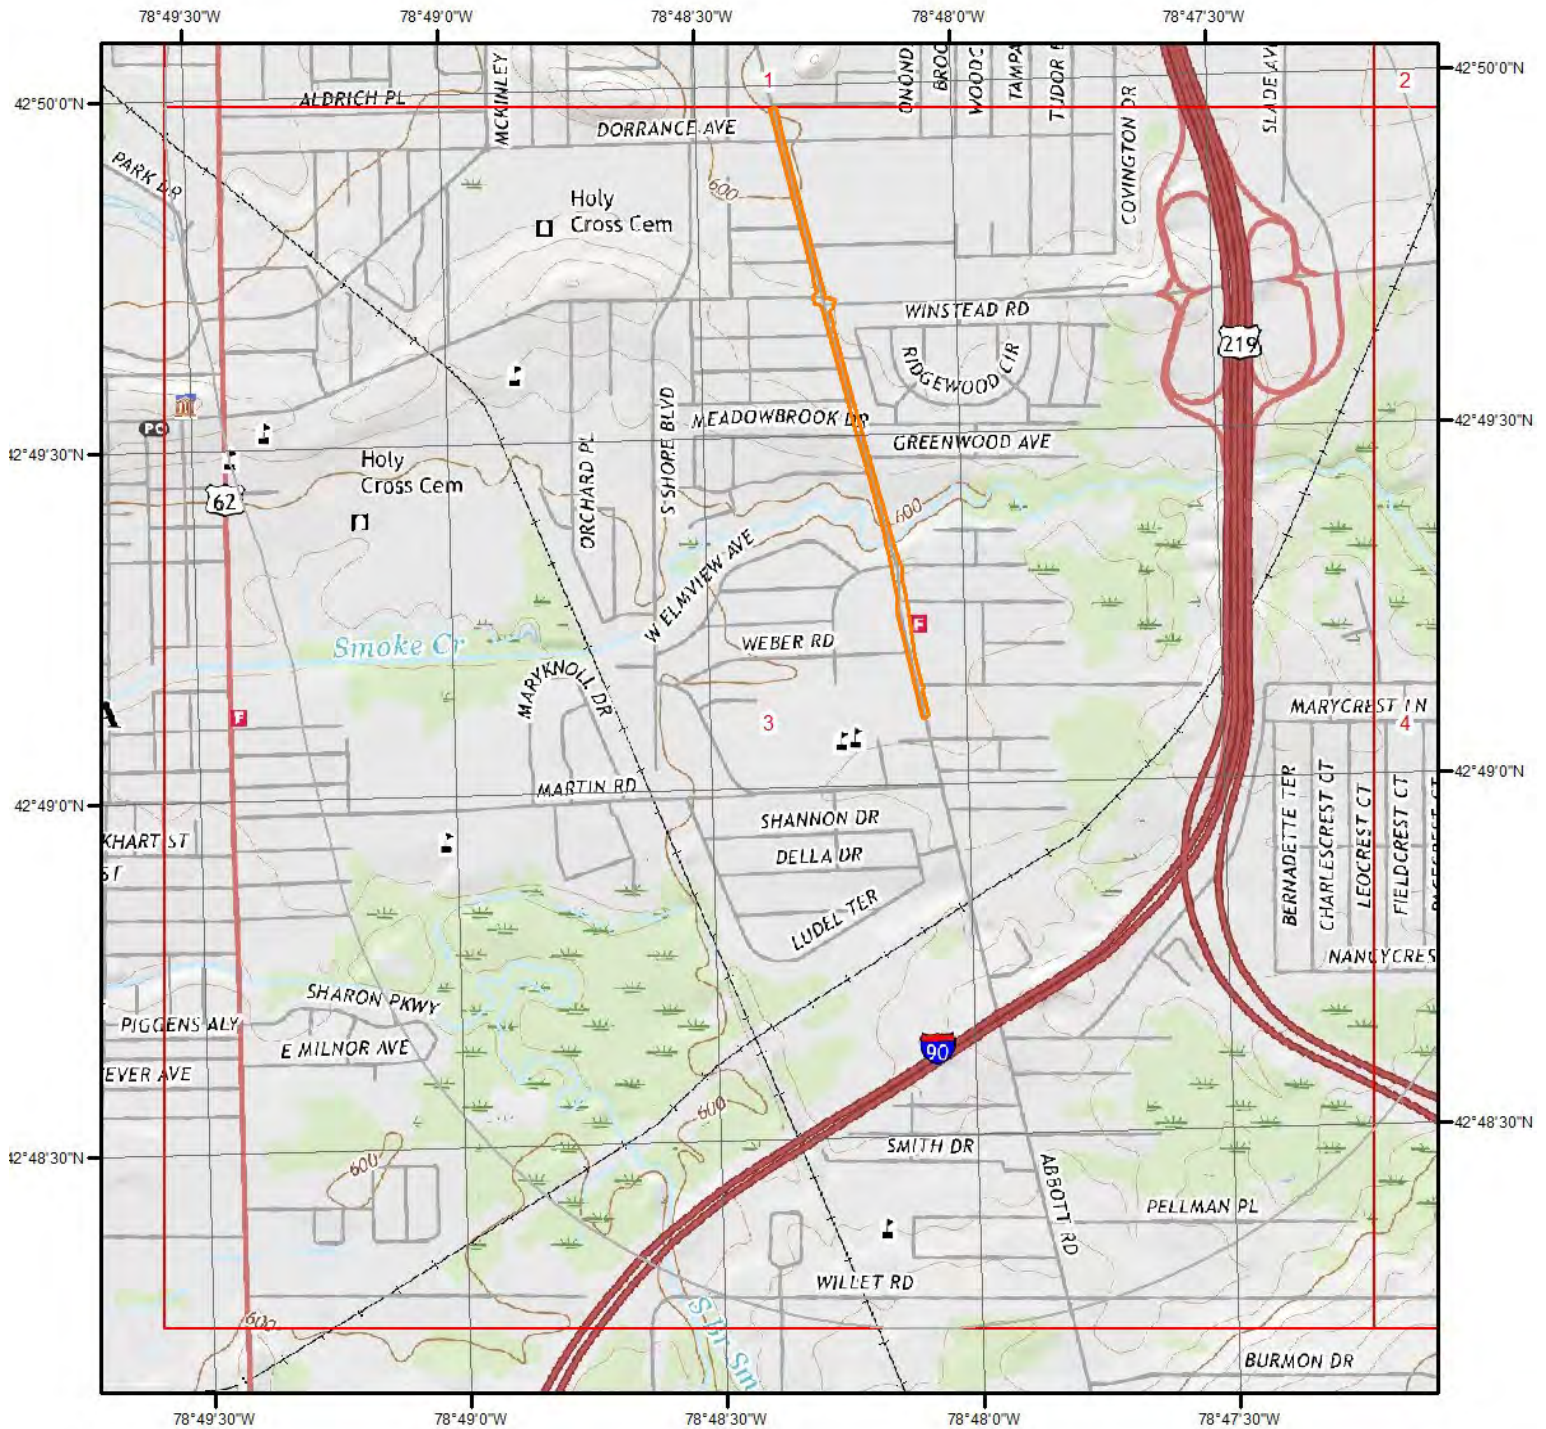 78°49'30"W
78°49'0"W
78°48'30"W
78°48'0"W
78°47'30"W
42°50'0"N
42°50'0"N
1
2
ALDRICH PL
MCKINLEY
DORRANCE AVE
ONOND
BROC
WOODC
TAMPA
TUDOR
COVINGTON DR
SLADE AV
PARK DR
600
Holy
Cross Cem
WINSTEAD RD
RIDGEWOOD CIR
219
MEADOWBROOK DR
GREENWOOD AVE
42°49'30"N
42°49'30"N
S SHORE BLVD
ORCHARD PL
PO
Holy
Cross Cem
62
600
W ELMVIEW AVE
F
Smoke Cr
WEBER RD
MARYKNOLL DR
A
F
3
4
MARYCREST LN
42°49'0"N
42°49'0"N
MARTIN RD
SHANNON DR
DELLA DR
LUDEL TER
KHART ST
ST
BERNADETTE TER
CHARLESCREST CT
LEOCREST CT
FIELDCREST CT
NANCYCRES
SHARON PKWY
PIGGENS ALY
E MILNOR AVE
EVER AVE
90
600
42°48'30"N
42°48'30"N
600
SMITH DR
ABBOTT RD
PELLMAN PL
WILLET RD
S Br Sm
600
BURMON DR
78°49'30"W
78°49'0"W
78°48'30"W
78°48'0"W
78°47'30"W